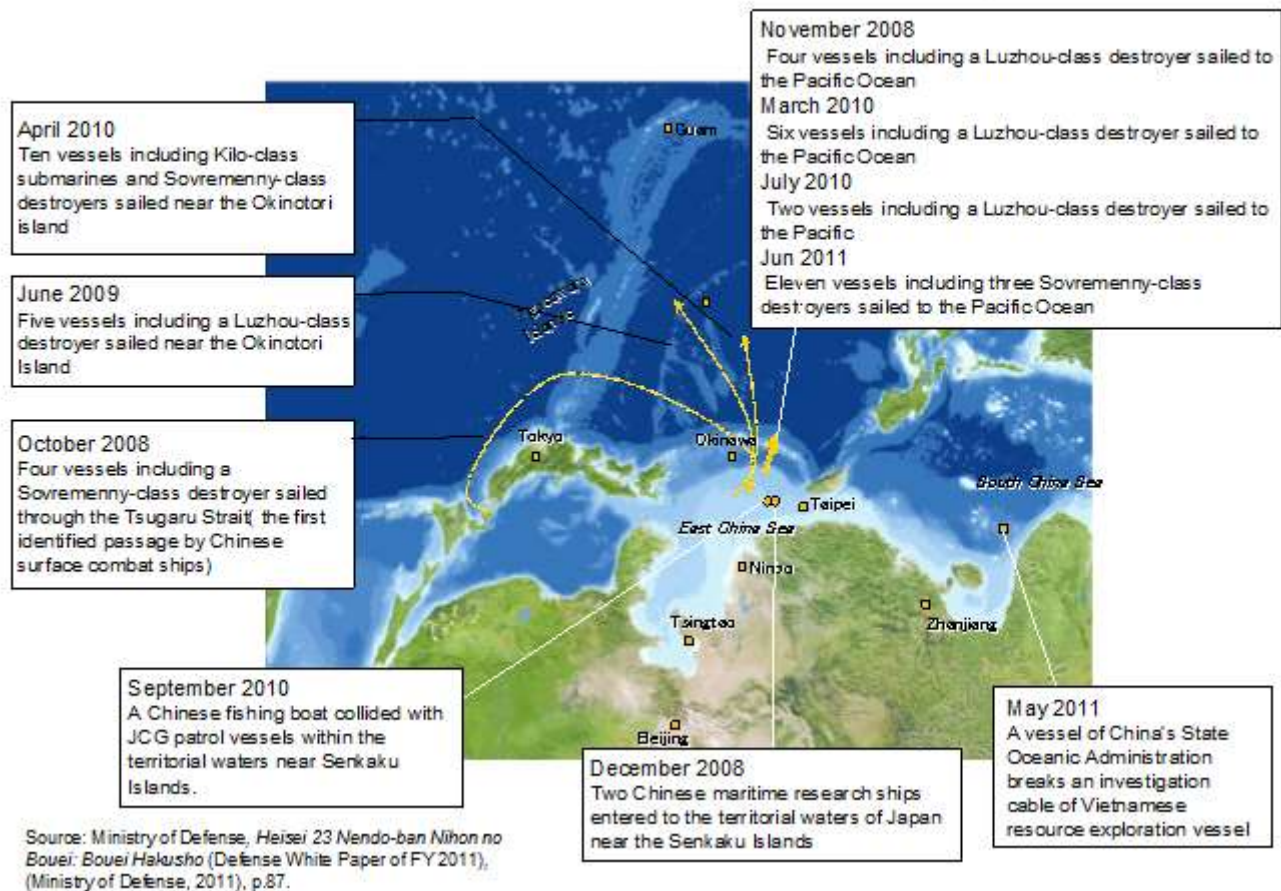 November 2008
Four vessels including a Luzhou-class destroyer sailed to
the Pacific Ocean
March 2010
Six vessels including a Luzhou-class destroyer sailed to
the Pacific Ocean
July 2010
Two vessels including a Luzhou-class destroyer sailed to
the Pacific
Jun 2011
Eleven vessels including three Sovremenny-class
destroyers sailed to the Pacific Ocean
April 2010
Ten vessels including Kilo-class
submarines and Sovremenny-class
destroyers sailed near the Okinotori
island
June 2009
Five vessels including a Luzhou-class
destroyer sailed near the Okinotori
Island
October 2008
Four vessels including a
Sovremenny-class destroyer sailed
through the Tsugaru Strait( the first
identified passage by Chinese
surface combat ships)
Guam
Tokyo
Okinawa
Taipei
South China Sea
East China Sea
Ninbo
Tsingtao
Zhanjiang
Beijing
September 2010
A Chinese fishing boat collided with
JCG patrol vessels within the
territorial waters near Senkaku
Islands.
December 2008
Two Chinese maritime research ships
entered to the territorial waters of Japan
near the Senkaku Islands
May 2011
A vessel of China's State
Oceanic Administration
breaks an investigation
cable of Vietnamese
resource exploration vessel
Source: Ministry of Defense, Heisei 23 Nendo-ban Nihon no
Bouei: Bouei Hakusho (Defense White Paper of FY 2011),
(Ministry of Defense, 2011), p.87.